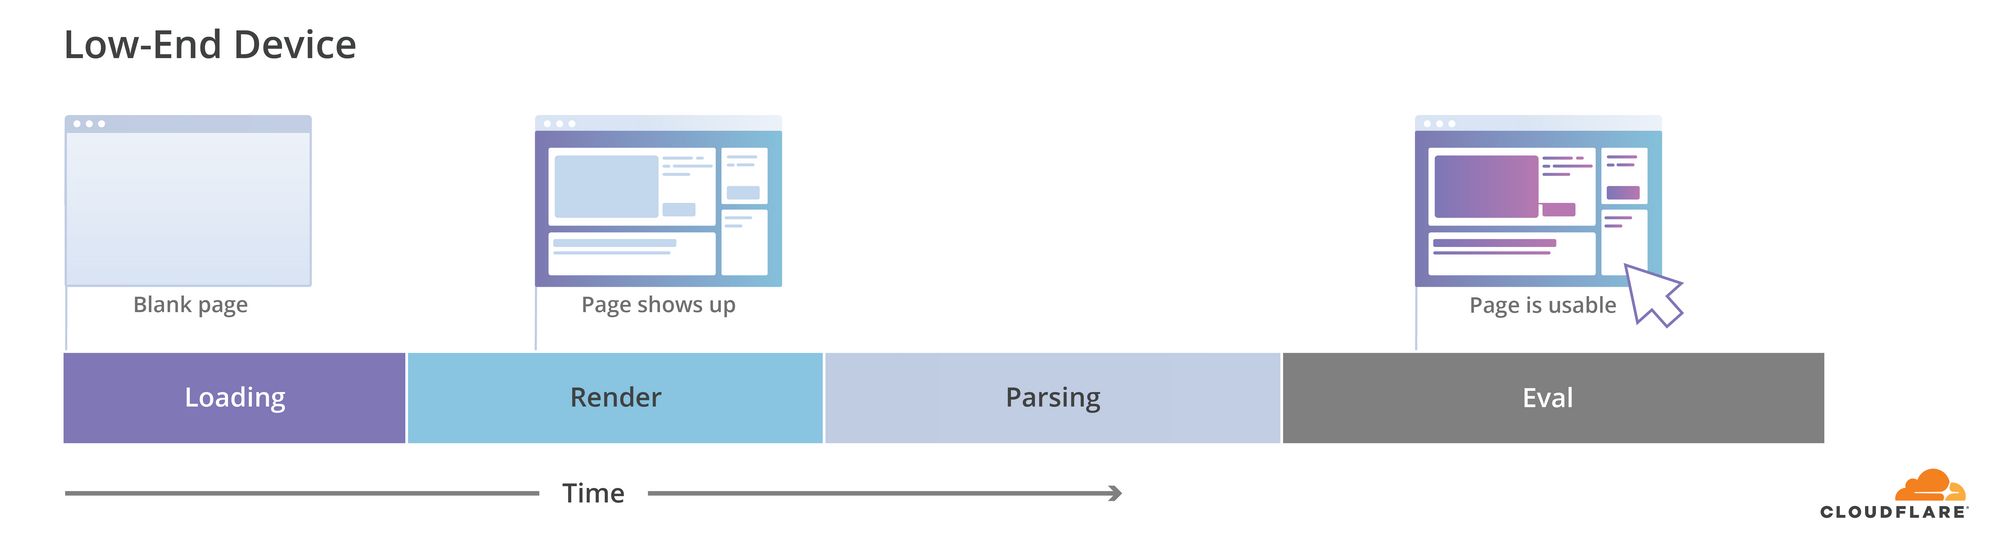 Low-End Device
Blank page
Page shows up
Page is usable
Loading
Render
Parsing
Eval
Time
CLOUDFLARE